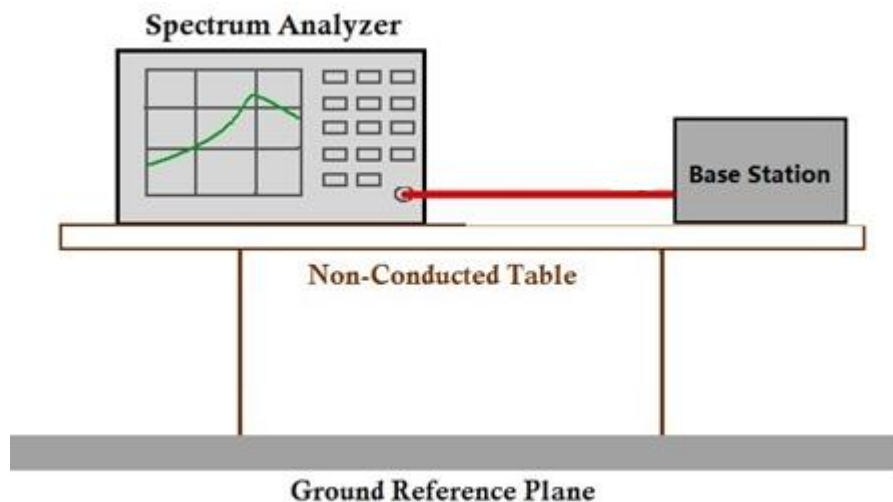 Spectrum Analyzer
Base Station
Non-Conducted Table
Ground Reference Plane